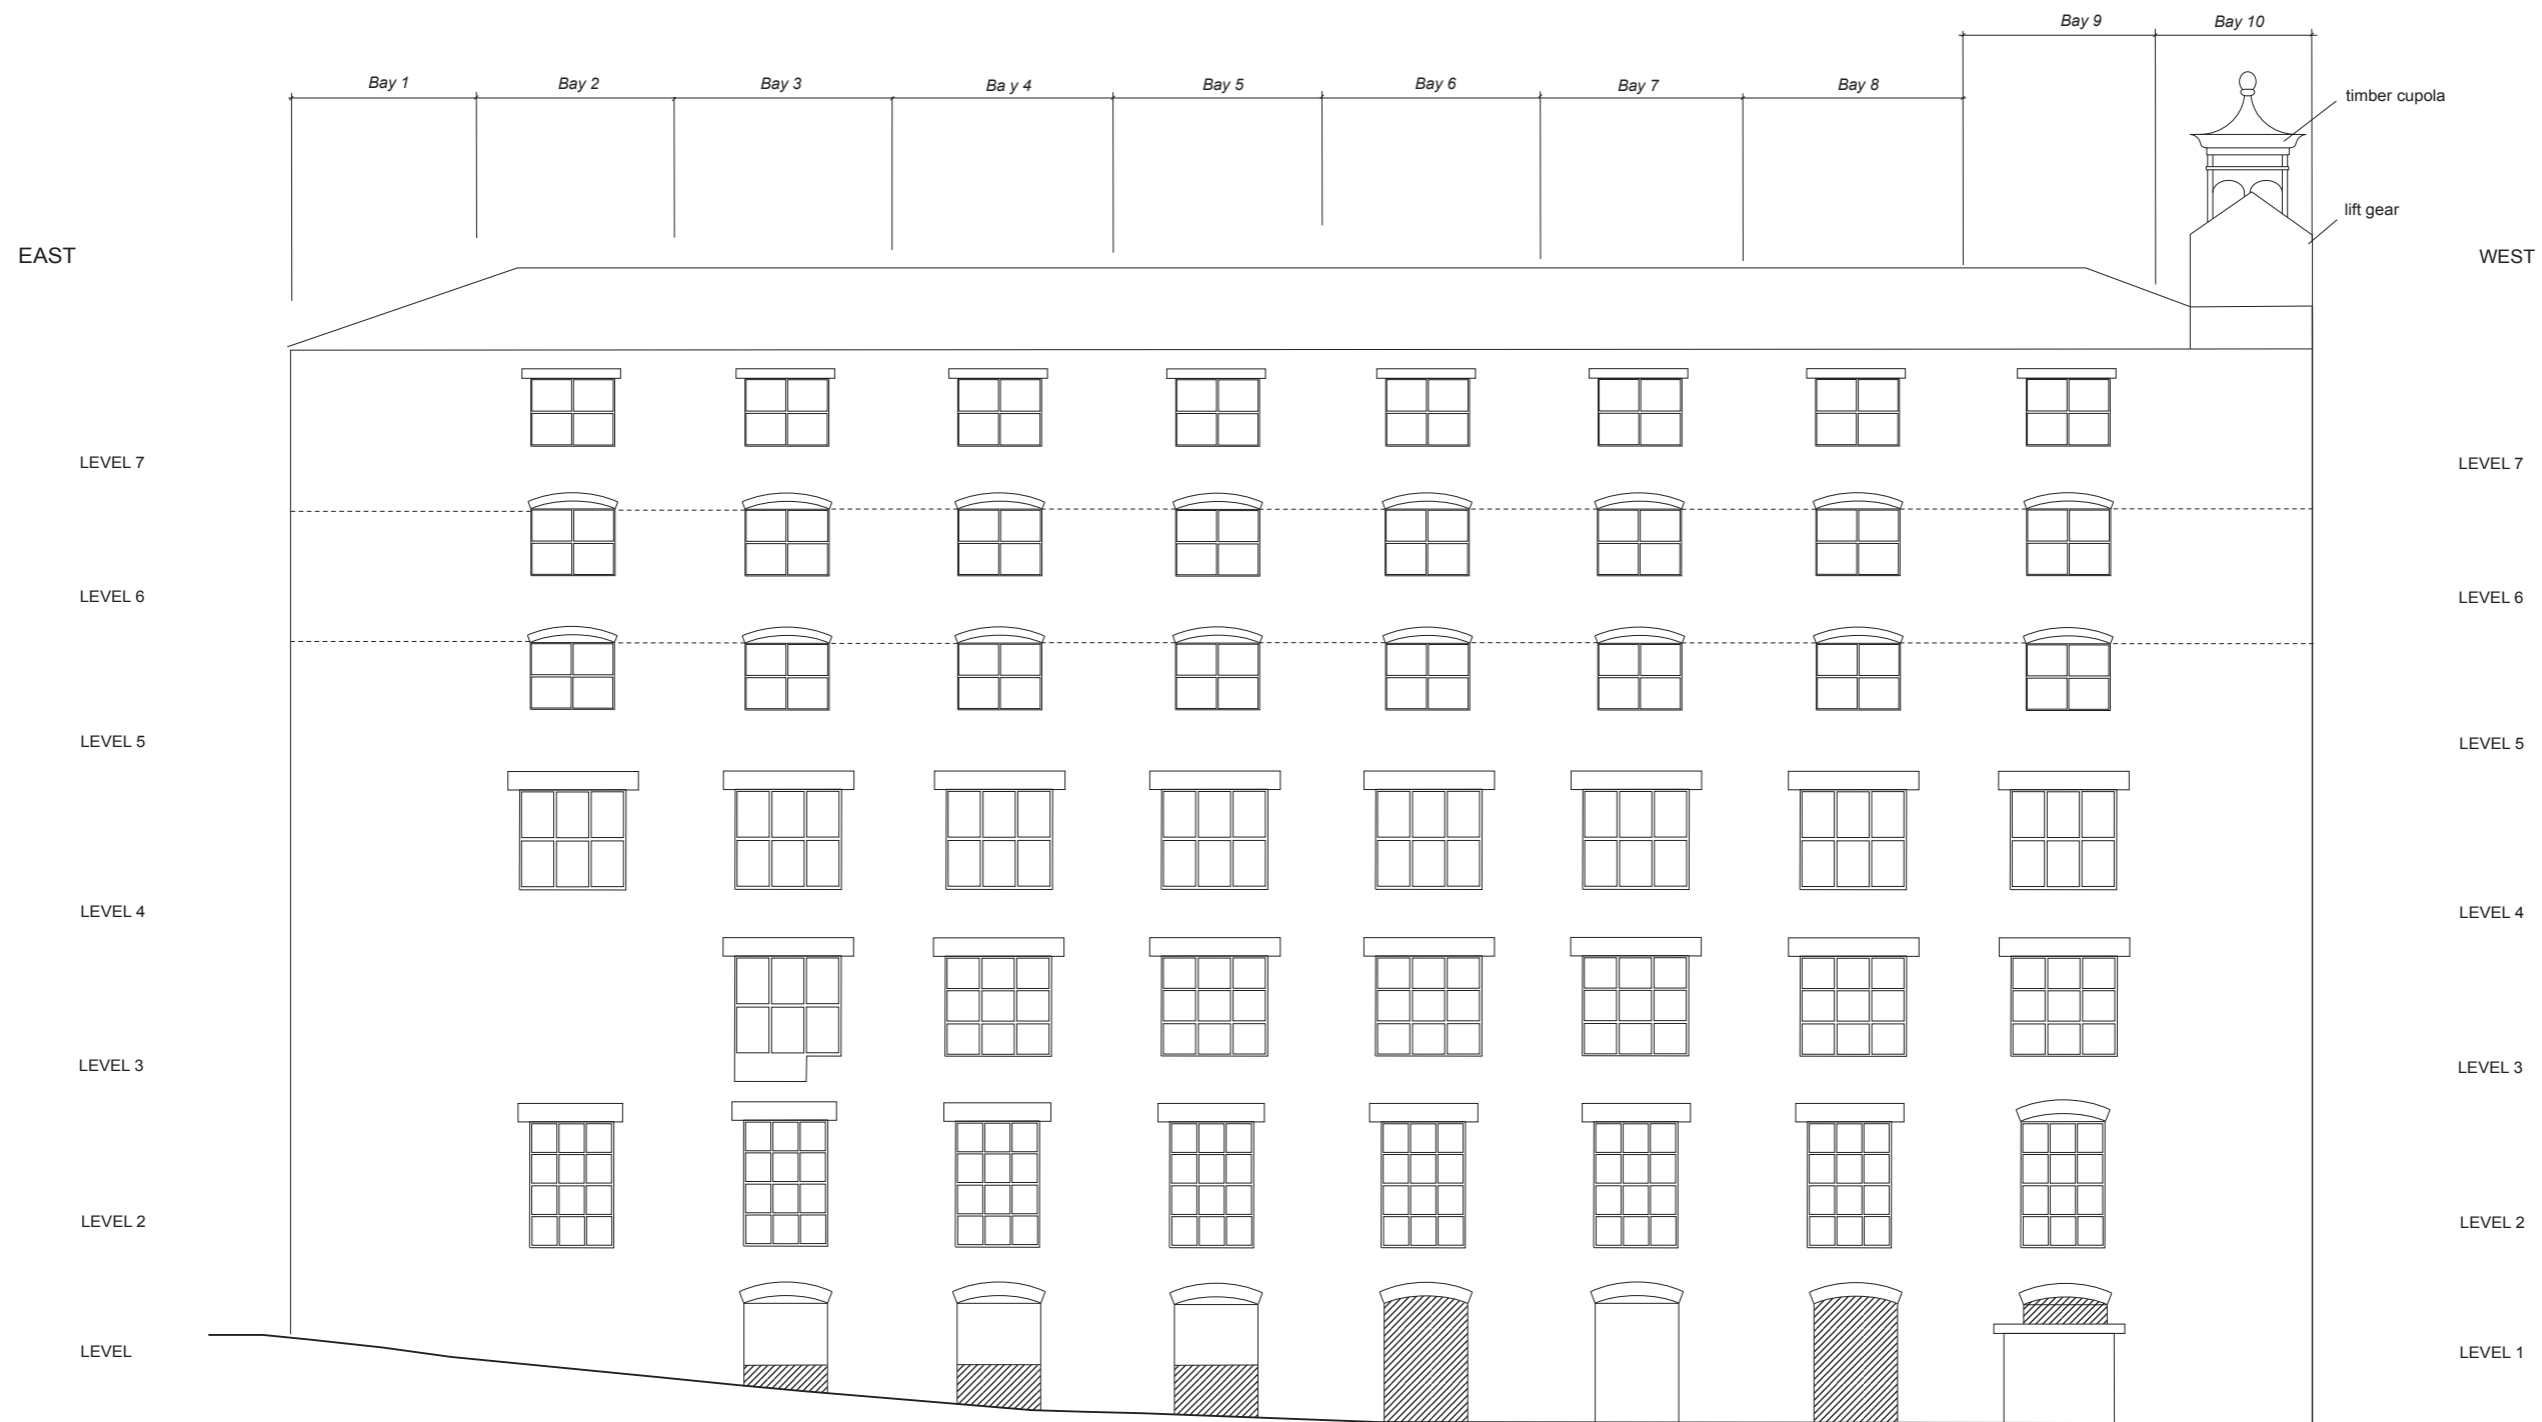 Bay 9 Bay 10
Bay 1 Bay 2 Bay 3 Ba y 4 Bay 5 Bay 6 Bay 7 Bay 8
timber cupola
lift gear
EAST WEST
LEVEL 7 LEVEL 7
LEVEL 6 LEVEL 6
LEVEL 5 LEVEL 5
LEVEL 4 LEVEL 4
LEVEL 3 LEVEL 3
LEVEL 2 LEVEL 2
LEVEL LEVEL 1